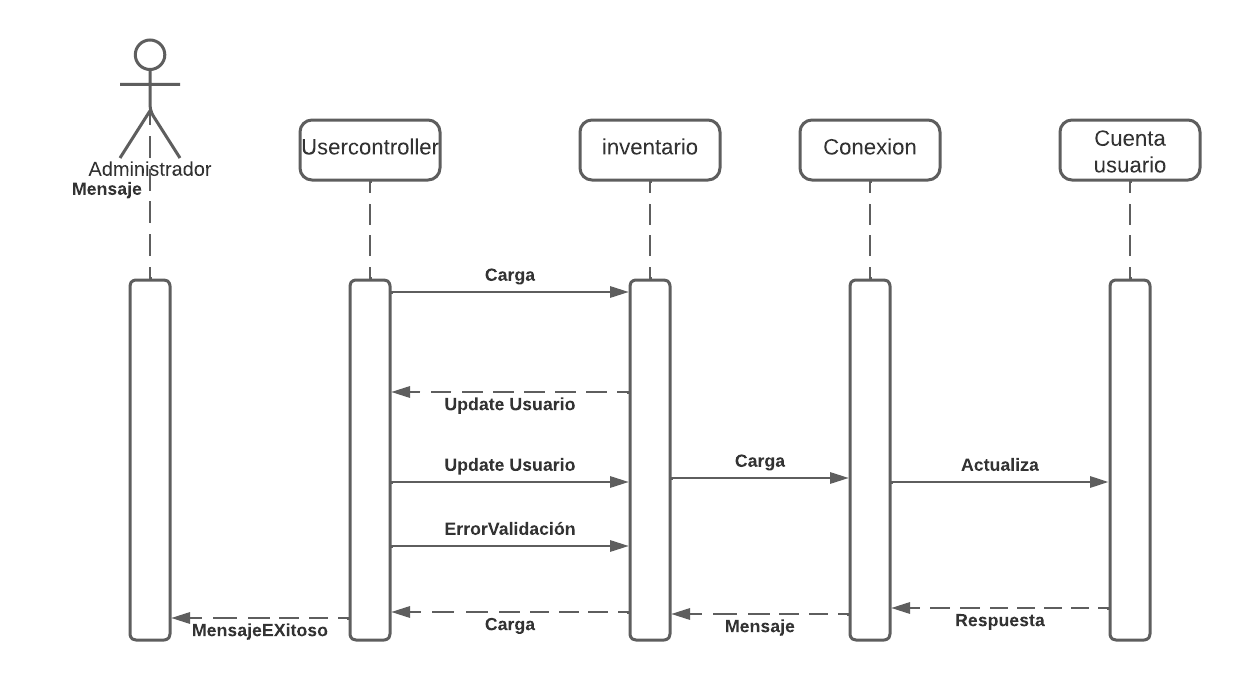 Administrador
Mensaje
Usercontroller
inventario
Conexion
Cuenta
usuario
Carga
Update Usuario
Update Usuario
Carga
Actualiza
ErrorValidación
MensajeEXitoso
Carga
Mensaje
Respuesta